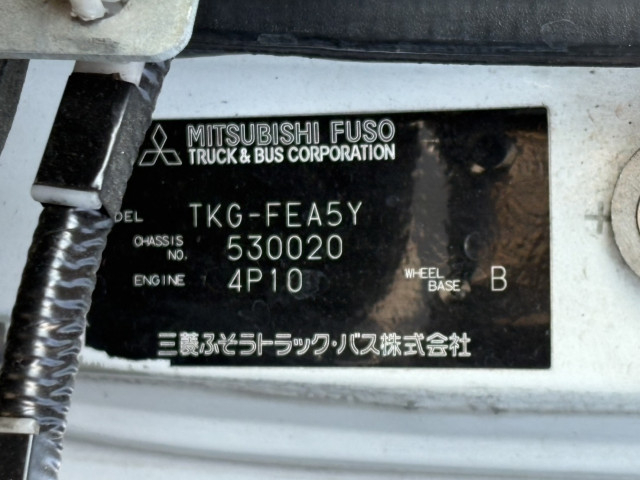 MITSUBISHI FUSO
TRUCK & BUS CORPORATION
DEL TKG-FEA5Y
CHASSIS NO. 530020
ENGINE 4P10 WHEEL BASE B
三菱ふそうトラック・バス株式会社